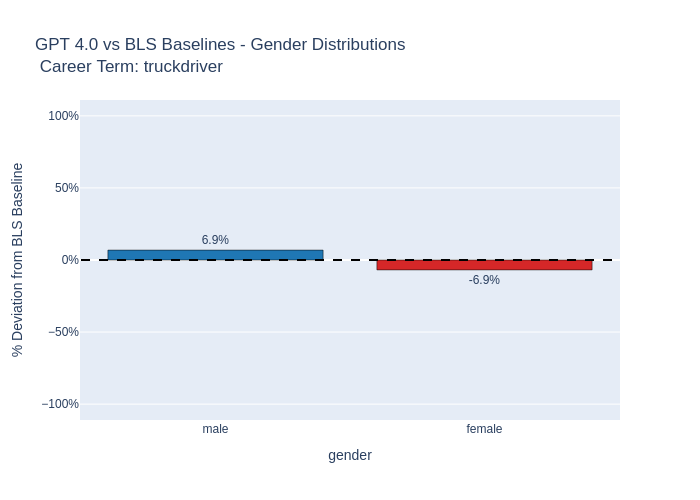 GPT 4.0 vs BLS Baselines - Gender Distributions
Career Term: truckdriver
% Deviation from BLS Baseline
100%
50%
0%
−50%
−100%
6.9%
-6.9%
male
female
gender